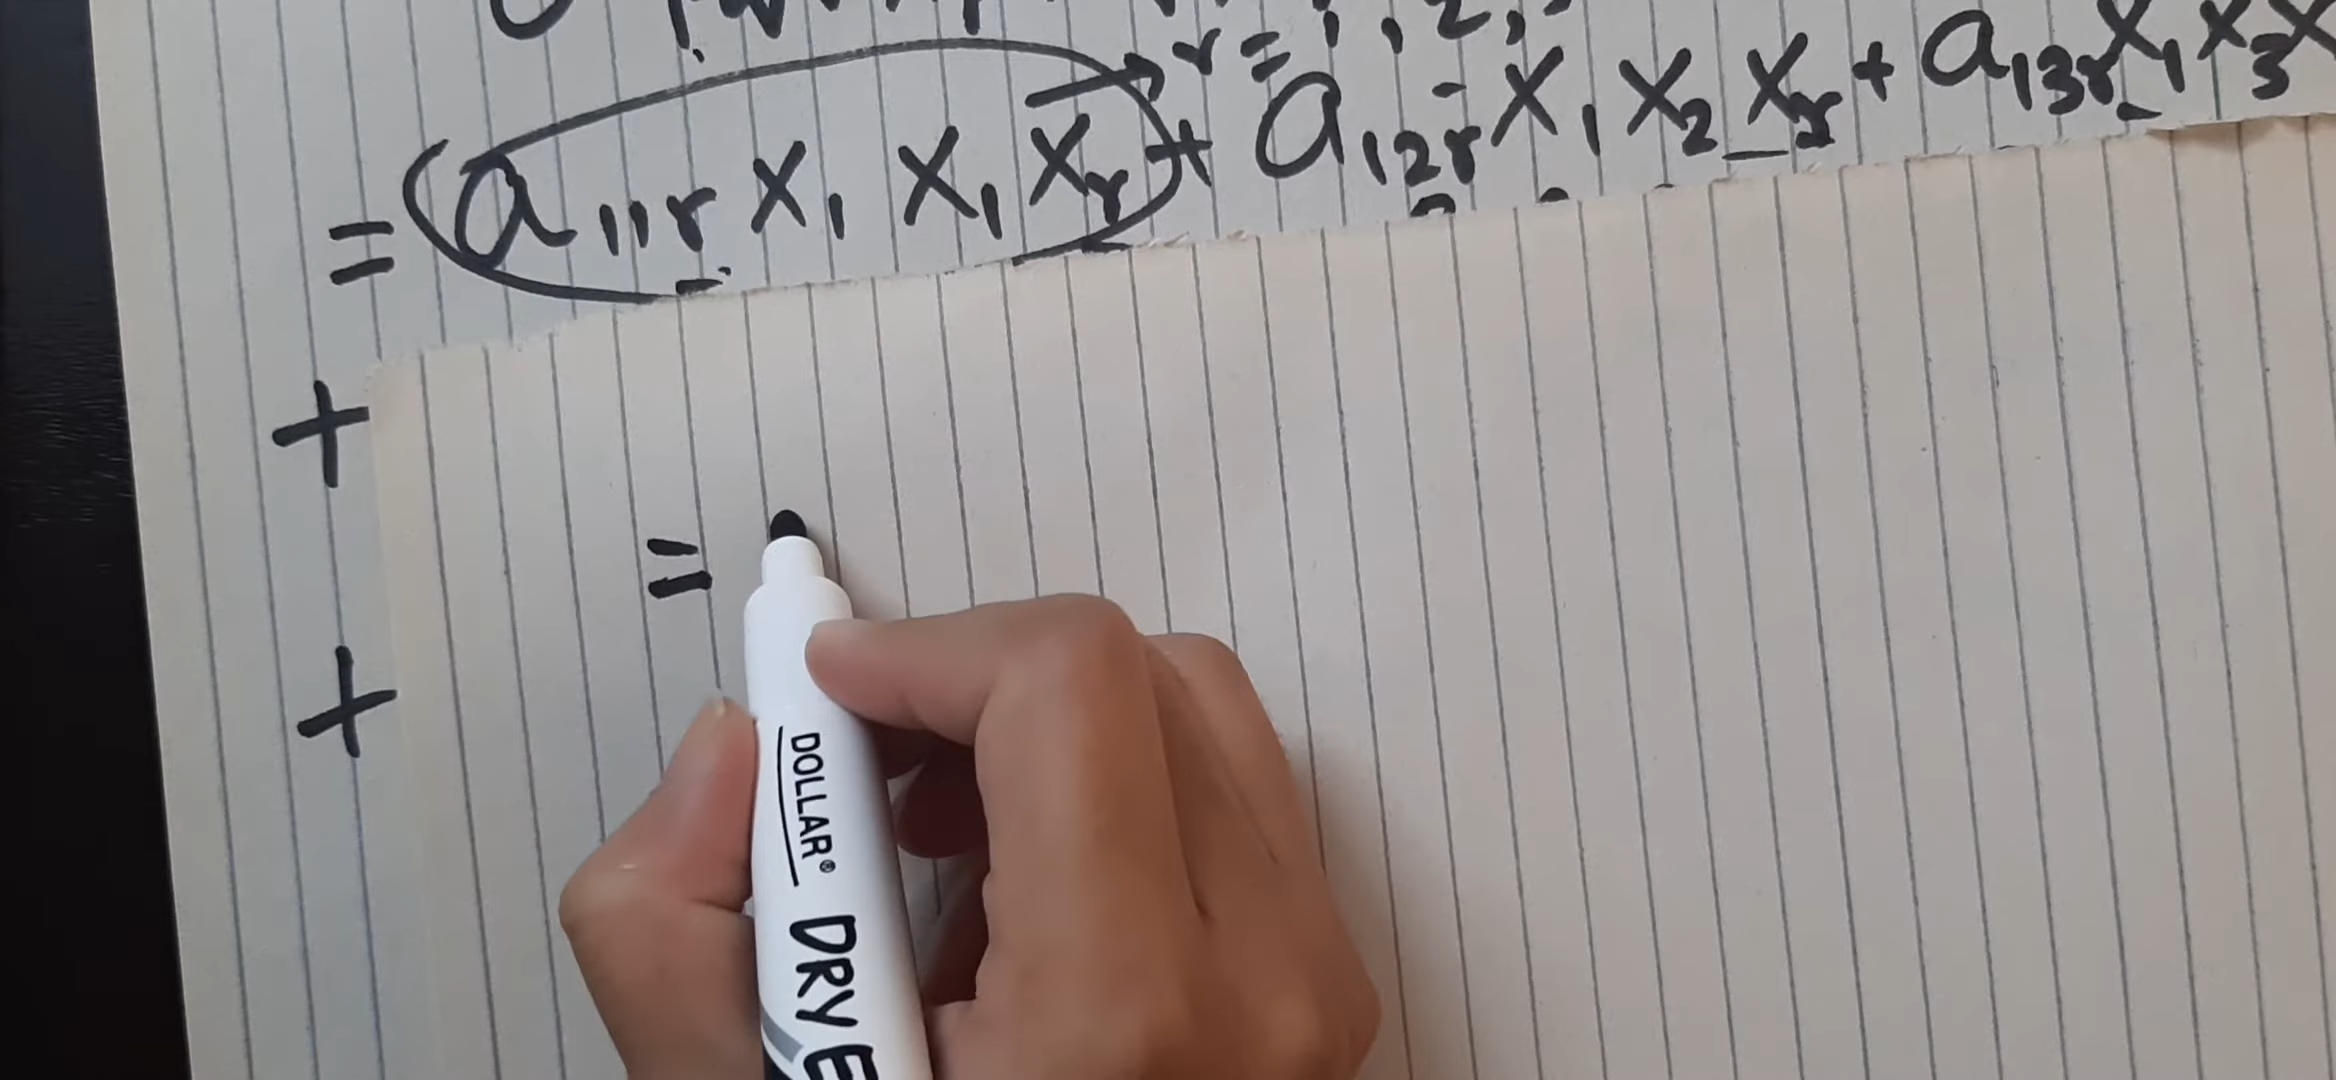 r = 1, 2,
= a₁₁ᵣ x₁ x₁ xᵣ + a₁₂ᵣ x₁ x₂ xᵣ + a₁₃ᵣ x₁ x₃ x
+
=
+
DOLLAR®
DRY E